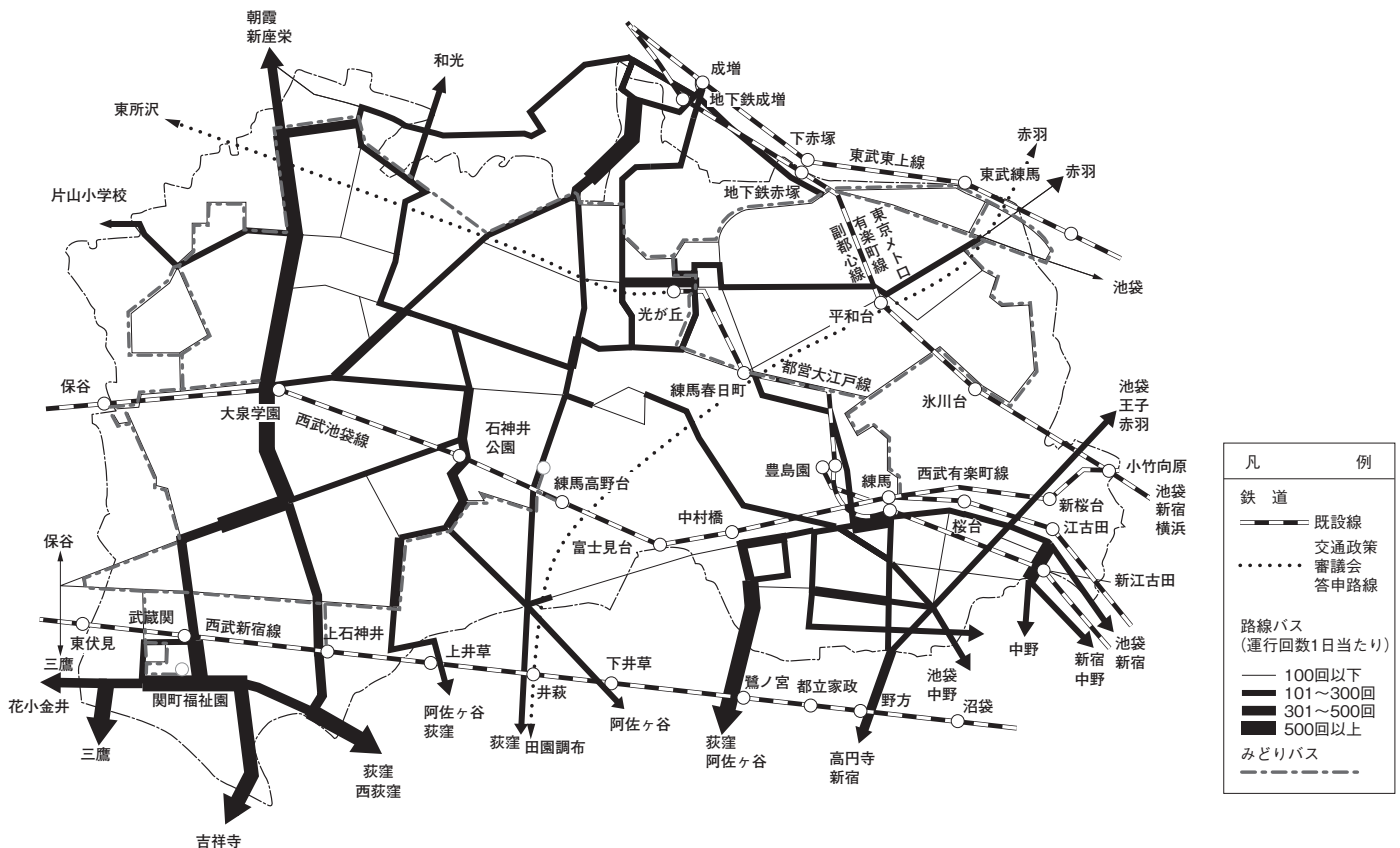 朝霞
新座栄
和光
成増
地下鉄成増
東所沢
下赤塚
東武東上線
赤羽
東武練馬
赤羽
地下鉄赤塚
片山小学校
東京メトロ
有楽町線
副都心線
池袋
光が丘
平和台
保谷
大泉学園
西武池袋線
練馬春日町
都営大江戸線
氷川台
池袋
王子
赤羽
石神井
公園
豊島園
練馬
西武有楽町線
小竹向原
練馬高野台
新桜台
池袋
新宿
横浜
中村橋
桜台
江古田
富士見台
保谷
新江古田
武蔵関
西武新宿線
上石神井
東伏見
三鷹
上井草
下井草
井荻
鷺ノ宮
都立家政
野方
沼袋
池袋
中野
中野
新宿
中野
池袋
新宿
花小金井
関町福祉園
三鷹
阿佐ヶ谷
荻窪
荻窪
田園調布
阿佐ヶ谷
荻窪
阿佐ヶ谷
高円寺
新宿
荻窪
西荻窪
吉祥寺
凡 例
鉄 道
既設線
交通政策
審議会
答申路線
路線バス
(運行回数1日当たり)
100回以下
101~300回
301~500回
500回以上
みどりバス